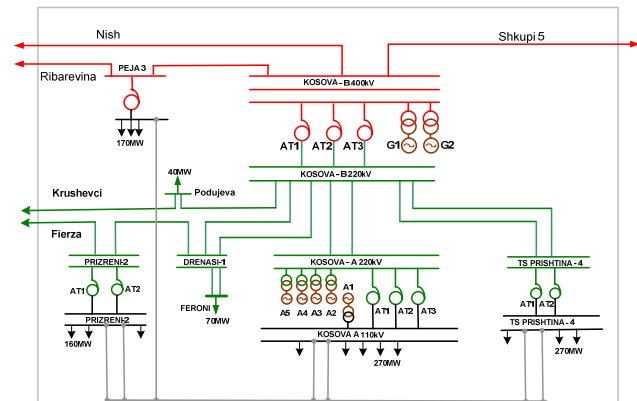 Nish
Shkupi 5
PEJA 3
Ribarevina
KOSOVA -B 400kV
170MW
AT1 AT2 AT3 G1 G2
40MW
KOSOVA -B 220kV
Podujeva
Krushevci
Fierza
PRIZRENI-2
DRENASI-1
KOSOVA - A 220kV
TS PRISHTINA - 4
AT1 AT2
A5 A4 A3 A2 A1
AT1 AT2 AT3
AT1 AT2
FERONI
70MW
PRIZRENI-2
KOSOVA A 110kV
TS PRISHTINA - 4
160MW
270MW
270MW